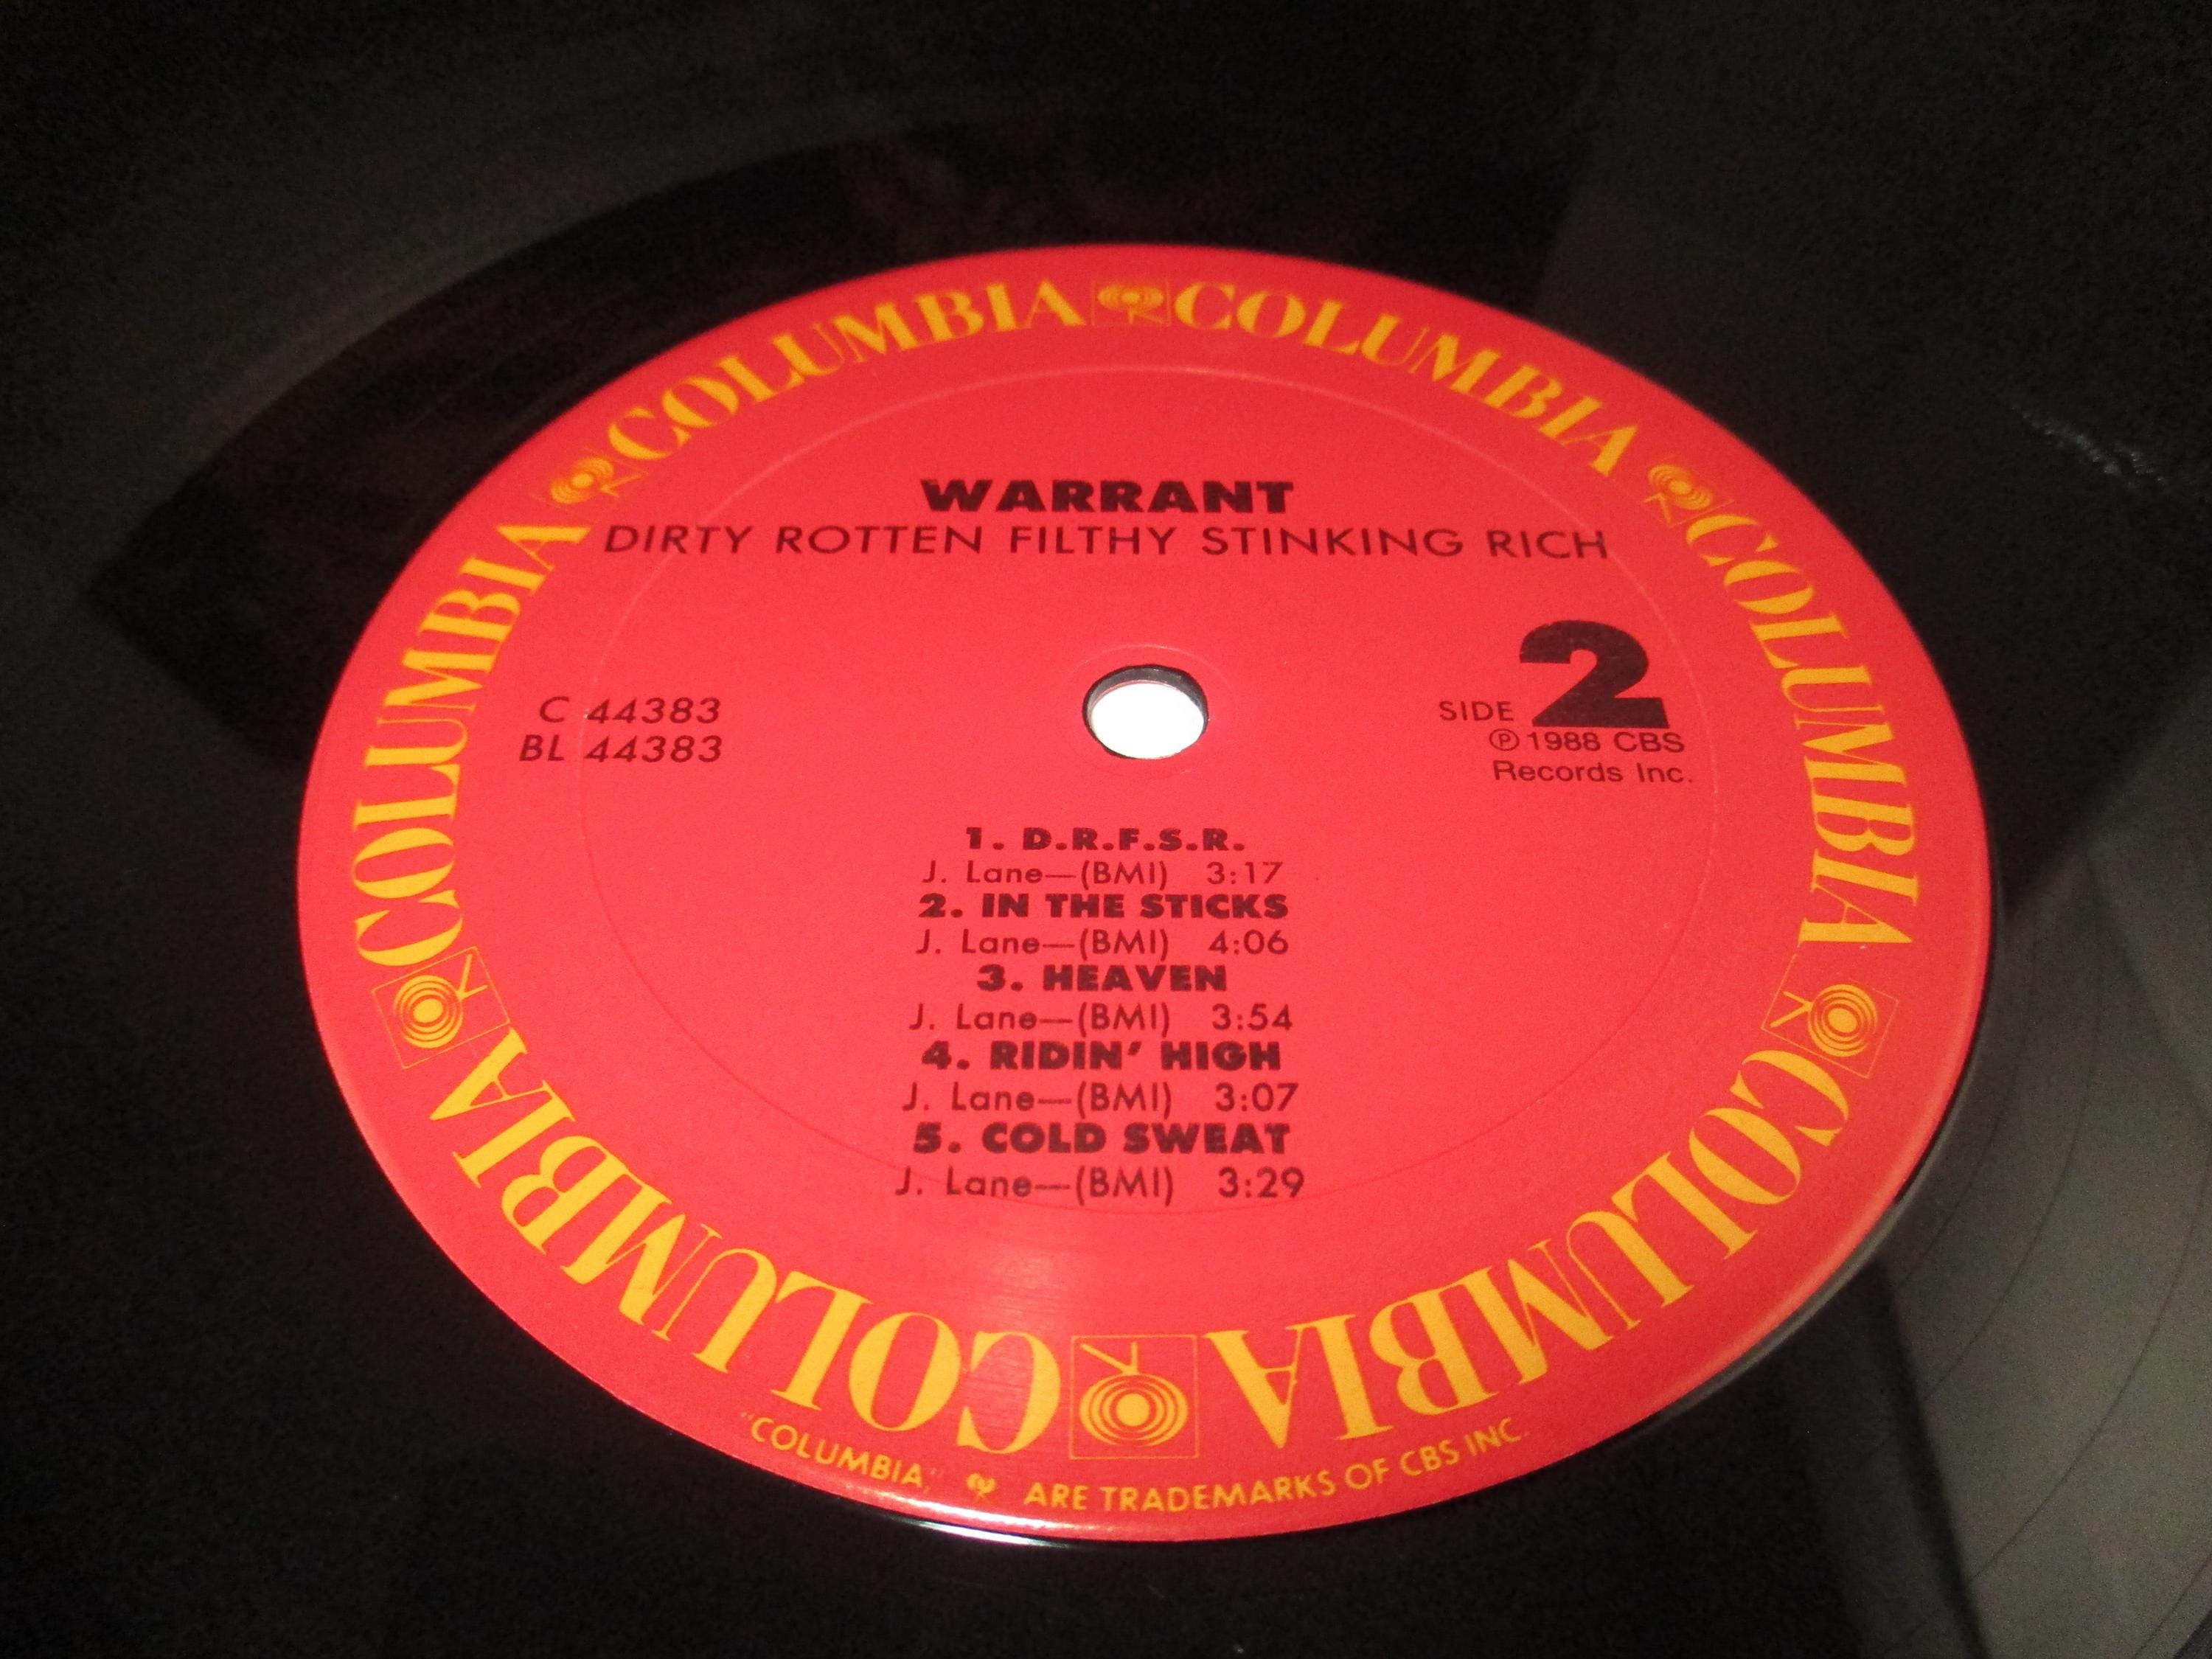 COLUMBIA COLUMBIA COLUMBIA COLUMBIA COLUMBIA COLUMBIA
WARRANT
DIRTY ROTTEN FILTHY STINKING RICH
C 44383
BL 44383
SIDE 2
Ⓟ 1988 CBS
Records Inc.
1. D.R.F.S.R.
J. Lane—(BMI) 3:17
2. IN THE STICKS
J. Lane—(BMI) 4:06
3. HEAVEN
J. Lane—(BMI) 3:54
4. RIDIN' HIGH
J. Lane—(BMI) 3:07
5. COLD SWEAT
J. Lane—(BMI) 3:29
"COLUMBIA," ARE TRADEMARKS OF CBS INC.